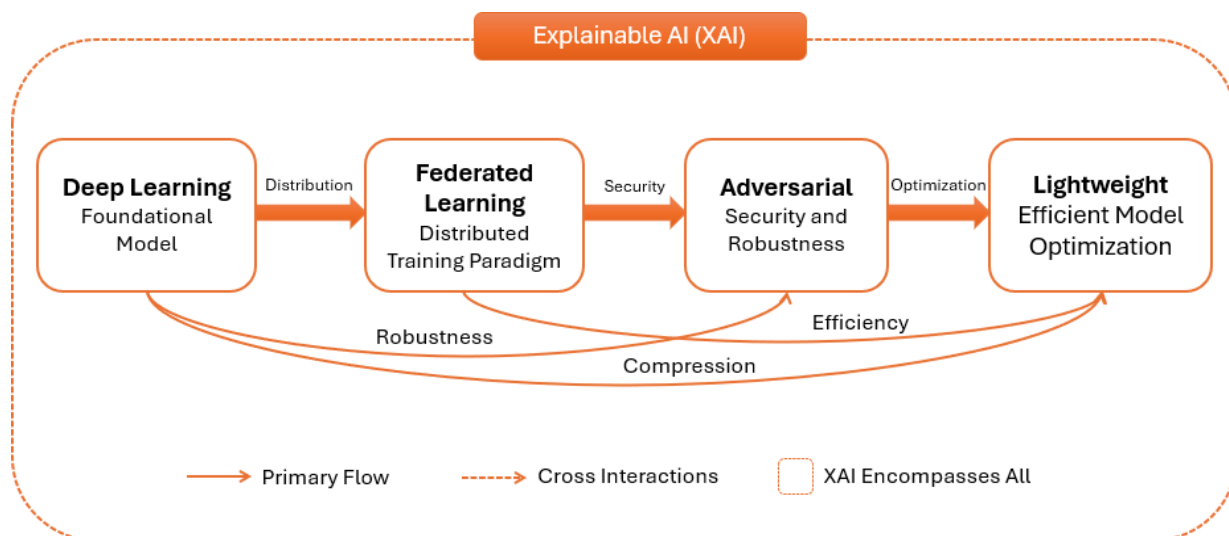 Explainable AI (XAI)
Deep Learning
Foundational
Model
Distribution
Federated
Learning
Distributed
Training Paradigm
Security
Adversarial
Security and
Robustness
Optimization
Lightweight
Efficient Model
Optimization
Robustness
Efficiency
Compression
Primary Flow
Cross Interactions
XAI Encompasses All